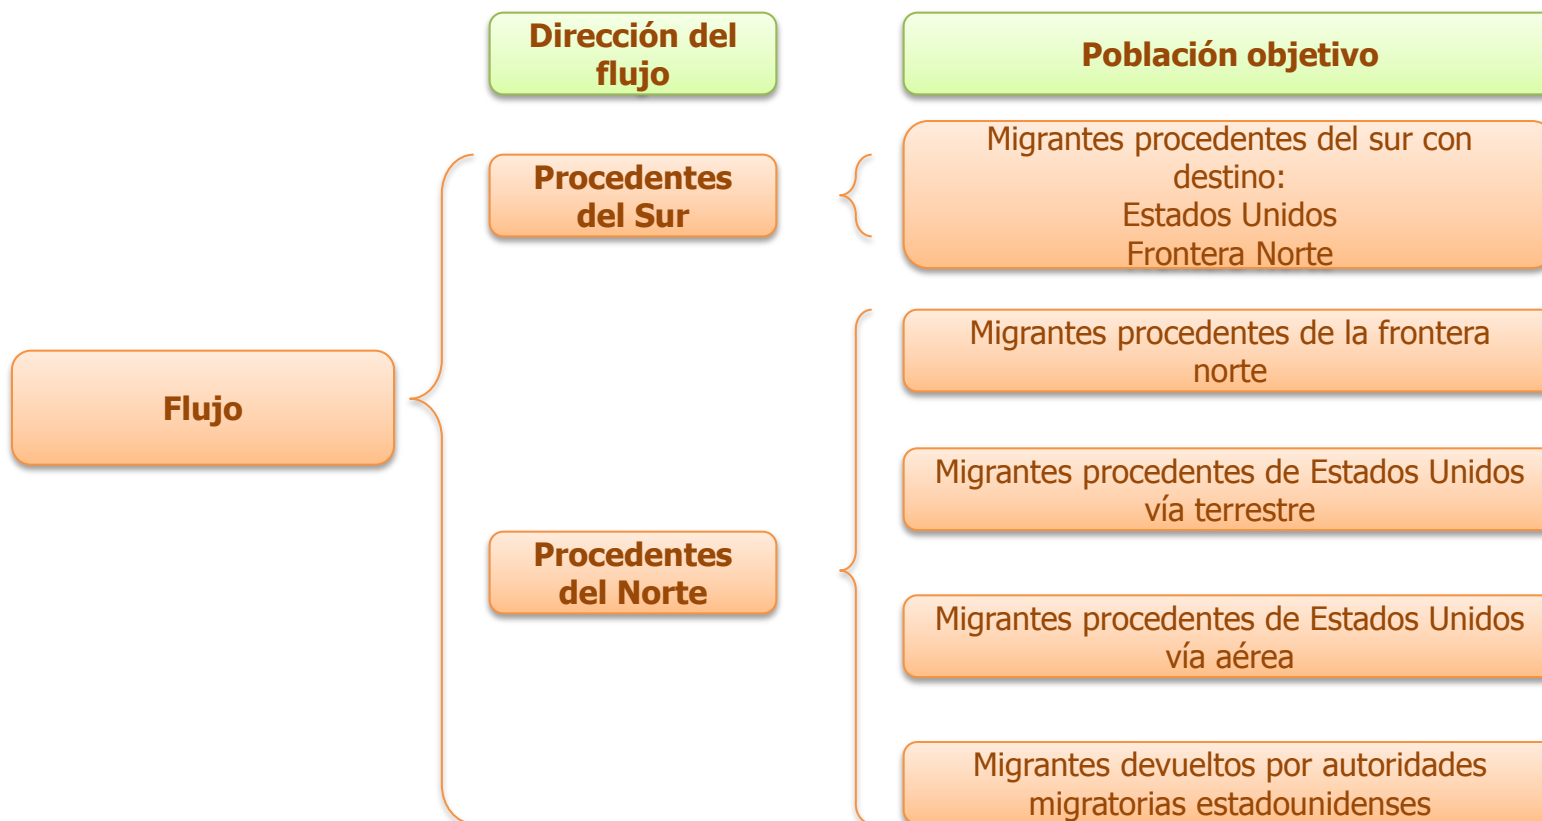 Dirección del
flujo
Población objetivo
Procedentes
del Sur
Migrantes procedentes del sur con
destino:
Estados Unidos
Frontera Norte
Flujo
Migrantes procedentes de la frontera
norte
Migrantes procedentes de Estados Unidos
vía terrestre
Procedentes
del Norte
Migrantes procedentes de Estados Unidos
vía aérea
Migrantes devueltos por autoridades
migratorias estadounidenses